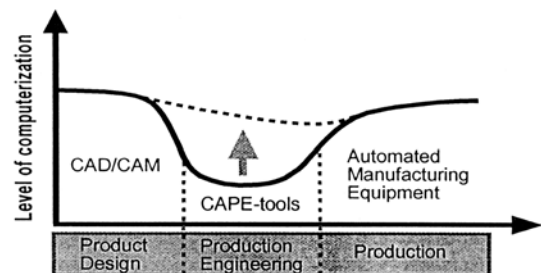 Level of computerization
CAD/CAM
CAPE-tools
Automated
Manufacturing
Equipment
Product
Design
Production
Engineering
Production